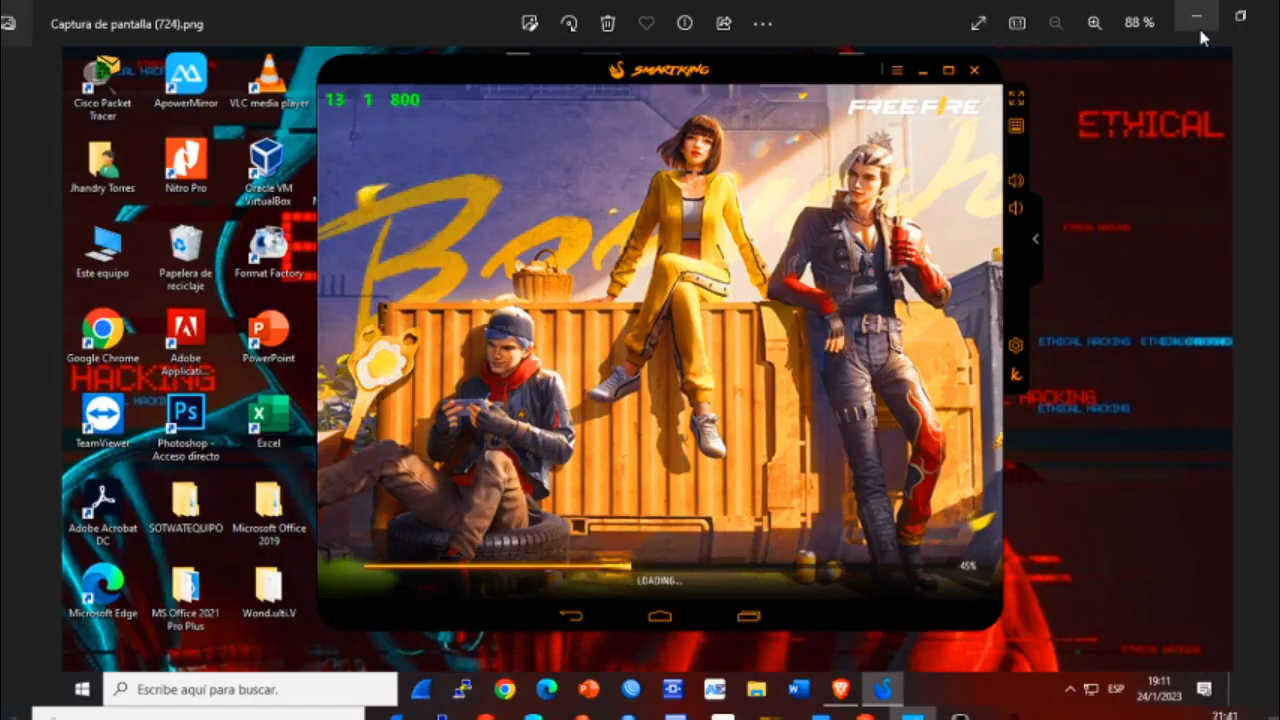 Captura de pantalla (724).png
88 %
SMARTKING
13 1 800
FREE FIRE
Booyah
Cisco Packet
Tracer
ApowerMirror
VLC media player
ETHICAL
Jhandry Torres
Nitro Pro
Oracle VM
VirtualBox
Este equipo
Papelera de
reciclaje
Format Factory
Google Chrome
Adobe
Applicati...
PowerPoint
ETHICAL HACKING
HACKING
HACKING
ETHICAL HACKING
TeamViewer
Photoshop -
Acceso directo
Excel
Adobe Acrobat
DC
SOTWATEQUIPO
Microsoft Office
2019
45%
LOADING...
Microsoft Edge
MS Office 2021
Pro Plus
Wond.ulti.V
Escribe aquí para buscar.
ESP
19:11
24/1/2023
21:41